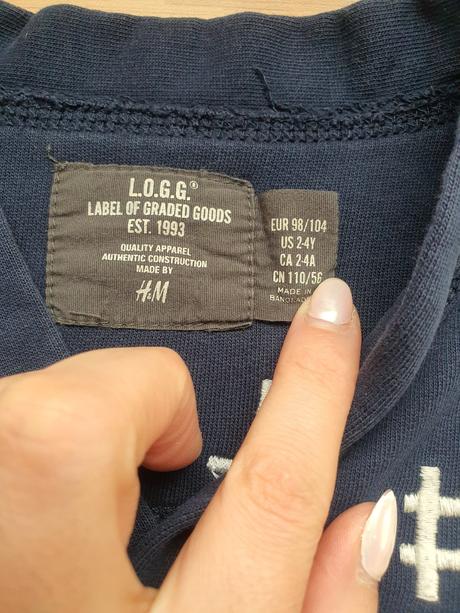 L.O.G.G.®
LABEL OF GRADED GOODS
EST. 1993
QUALITY APPAREL
AUTHENTIC CONSTRUCTION
MADE BY
H&M
EUR 98/104
US 2-4Y
CA 2-4A
CN 110/56
MADE IN
#